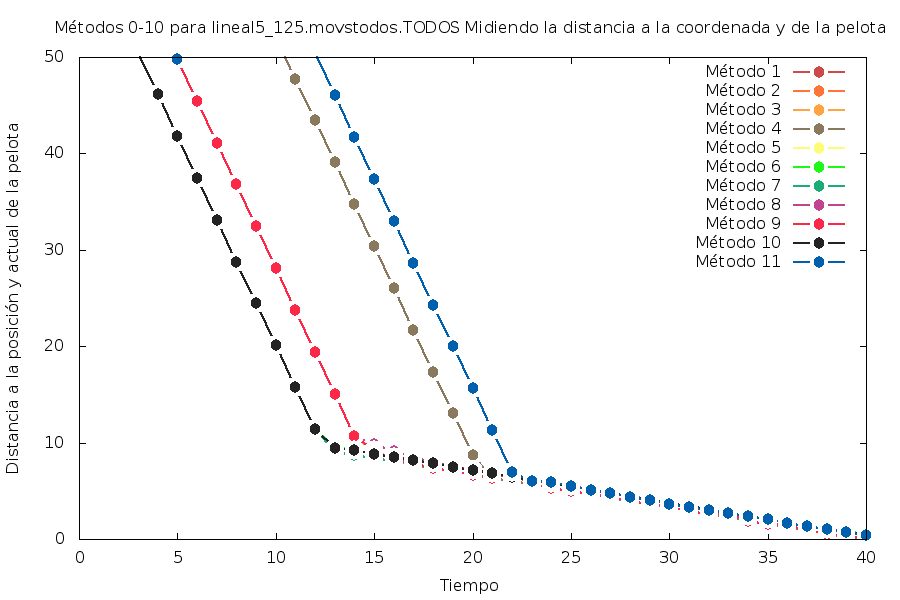 Métodos 0-10 para lineal5_125.movstodos.TODOS Midiendo la distancia a la coordenada y de la pelota
Distancia a la posición y actual de la pelota
50
40
30
20
10
0
Método 1
Método 2
Método 3
Método 4
Método 5
Método 6
Método 7
Método 8
Método 9
Método 10
Método 11
0 5 10 15 20 25 30 35 40
Tiempo